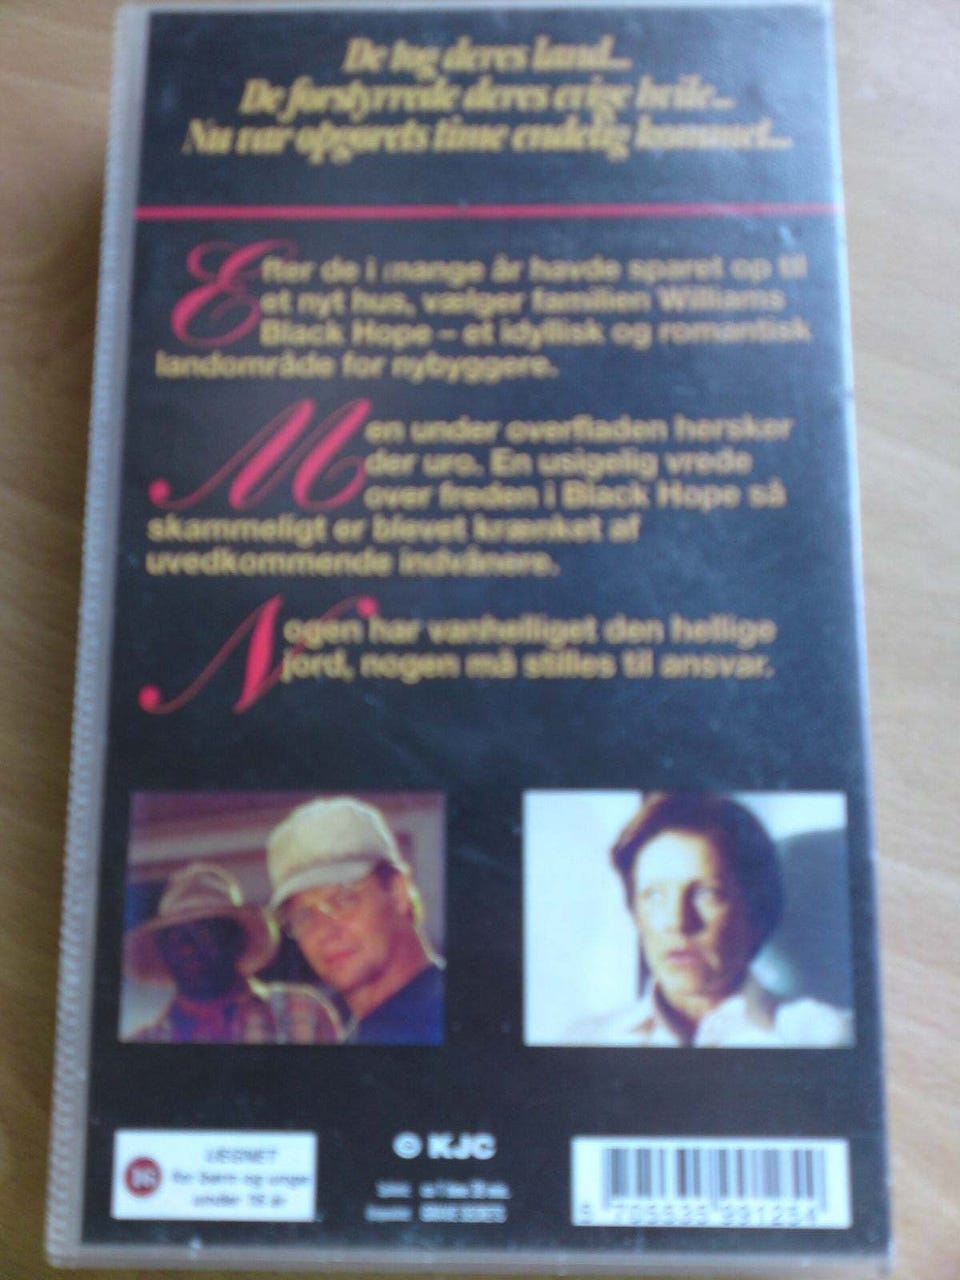 De tog deres land...
De forstyrrede deres evige hvile...
Nu var opgørets time endelig kommet...
Efter de i mange år havde sparet op til
et nyt hus, vælger familien Williams
Black Hope – et idyllisk og romantisk
landområde for nybyggere.
Men under overfladen hersker
der uro. En usigelig vrede
over freden i Black Hope så
skammeligt er blevet krænket af
uvedkommende indvånere.
Nogen har vanhelliget den hellige
jord, nogen må stilles til ansvar.
© KJC
16
UEGNET
for børn og unge
under 16 år
5 705535 991254